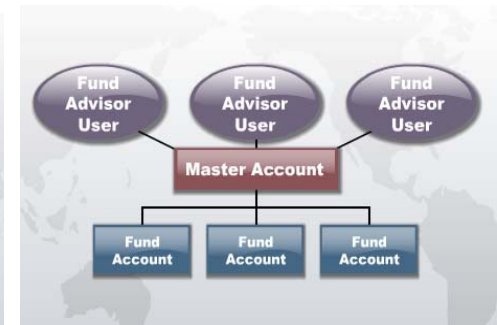 Fund
Advisor
User
Fund
Advisor
User
Fund
Advisor
User
Master Account
Fund
Account
Fund
Account
Fund
Account